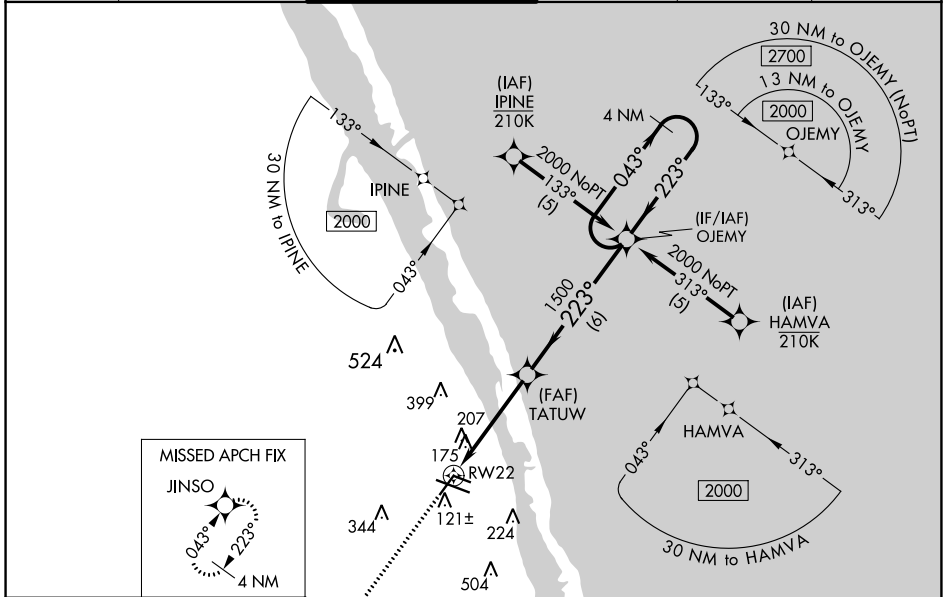 30 NM to OJEMY (NoPT)
2700
13 NM to OJEMY
2000
133°
OJEMY
313°
(IAF)
IPINE
210K
4 NM
043°
223°
2000 NoPT
133°
(5)
(IF/IAF)
OJEMY
2000 NoPT
313°
(5)
(IAF)
HAMVA
210K
133°
IPINE
2000
30 NM to IPINE
043°
1500
223°
(6)
(FAF)
TATUW
524
399
207
175
RW22
121±
344
224
504
HAMVA
043°
313°
2000
30 NM to HAMVA
MISSED APCH FIX
JINSO
043°
223°
4 NM